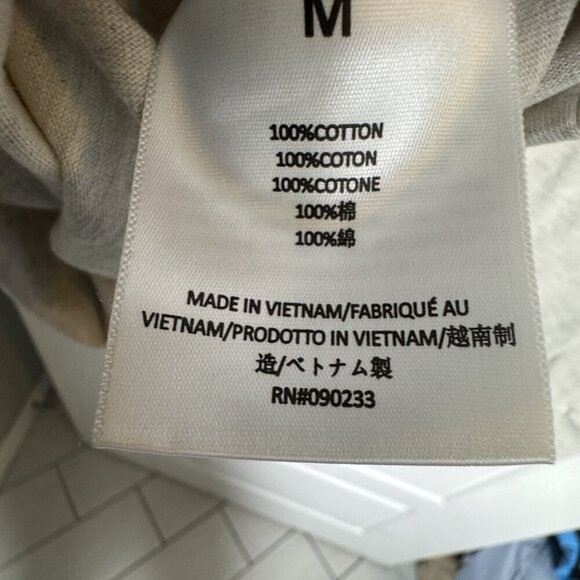 M
100%COTTON
100%COTON
100%COTONE
100%棉
100%綿
MADE IN VIETNAM/FABRIQUÉ AU
VIETNAM/PRODOTTO IN VIETNAM/越南制
造/ベトナム製
RN#090233